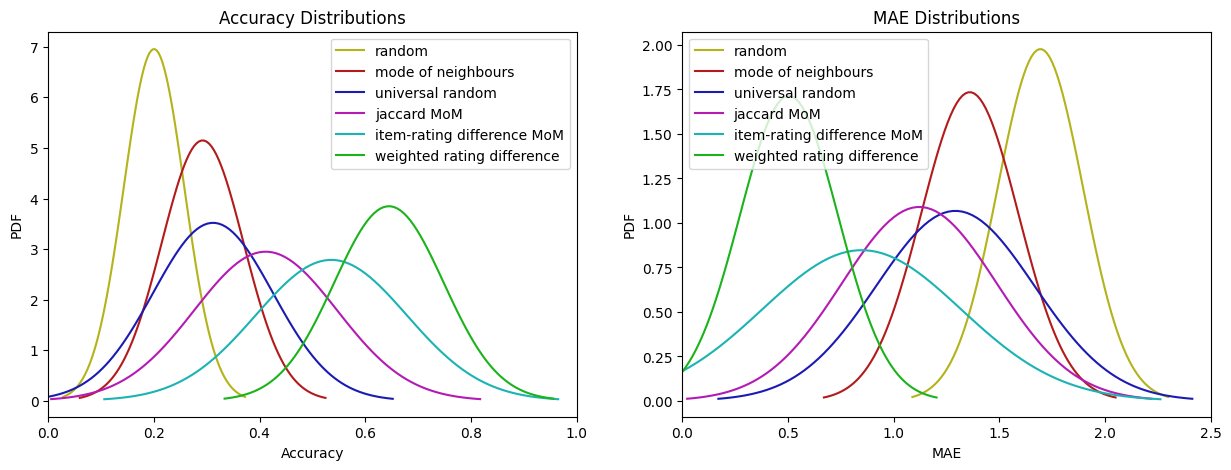 Accuracy Distributions
PDF
7
6
5
4
3
2
1
0
random
mode of neighbours
universal random
jaccard MoM
item-rating difference MoM
weighted rating difference
0.0 0.2 0.4 0.6 0.8 1.0
Accuracy
MAE Distributions
PDF
2.00
1.75
1.50
1.25
1.00
0.75
0.50
0.25
0.00
random
mode of neighbours
universal random
jaccard MoM
item-rating difference MoM
weighted rating difference
0.0 0.5 1.0 1.5 2.0 2.5
MAE